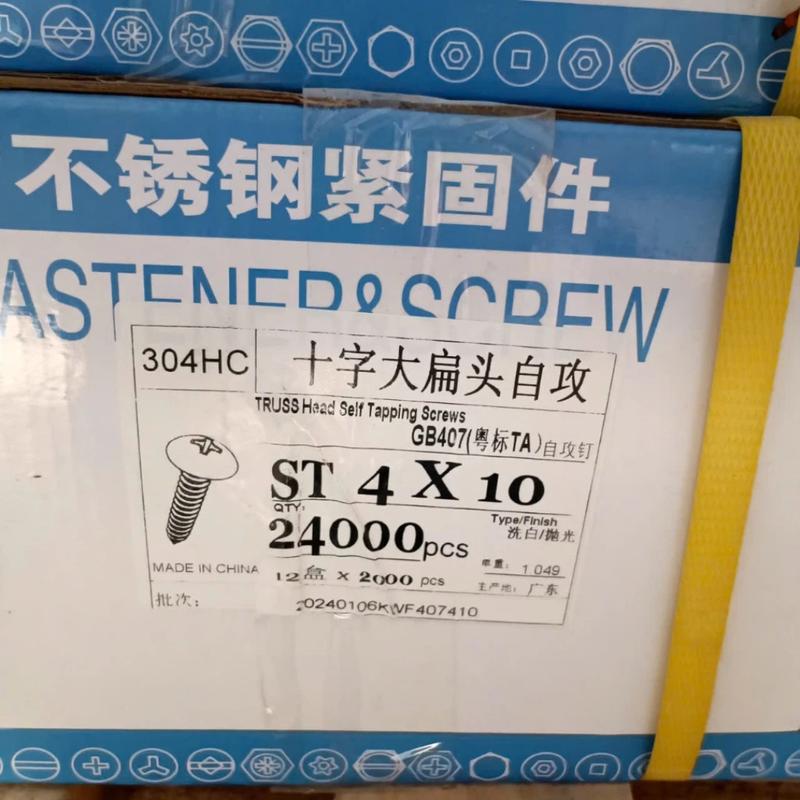 不锈钢紧固件
ASTENER&SCREW
304HC
十字大扁头自攻
TRUSS Head Self Tapping Screws
GB407(粤标TA)自攻钉
ST 4 X 10
QTY:
24000pcs
Type/Finish
洗白/抛光
MADE IN CHINA
12盒 x 2000 pcs
单重: 1.049
生产地: 广东
批次:
20240106KWF407410